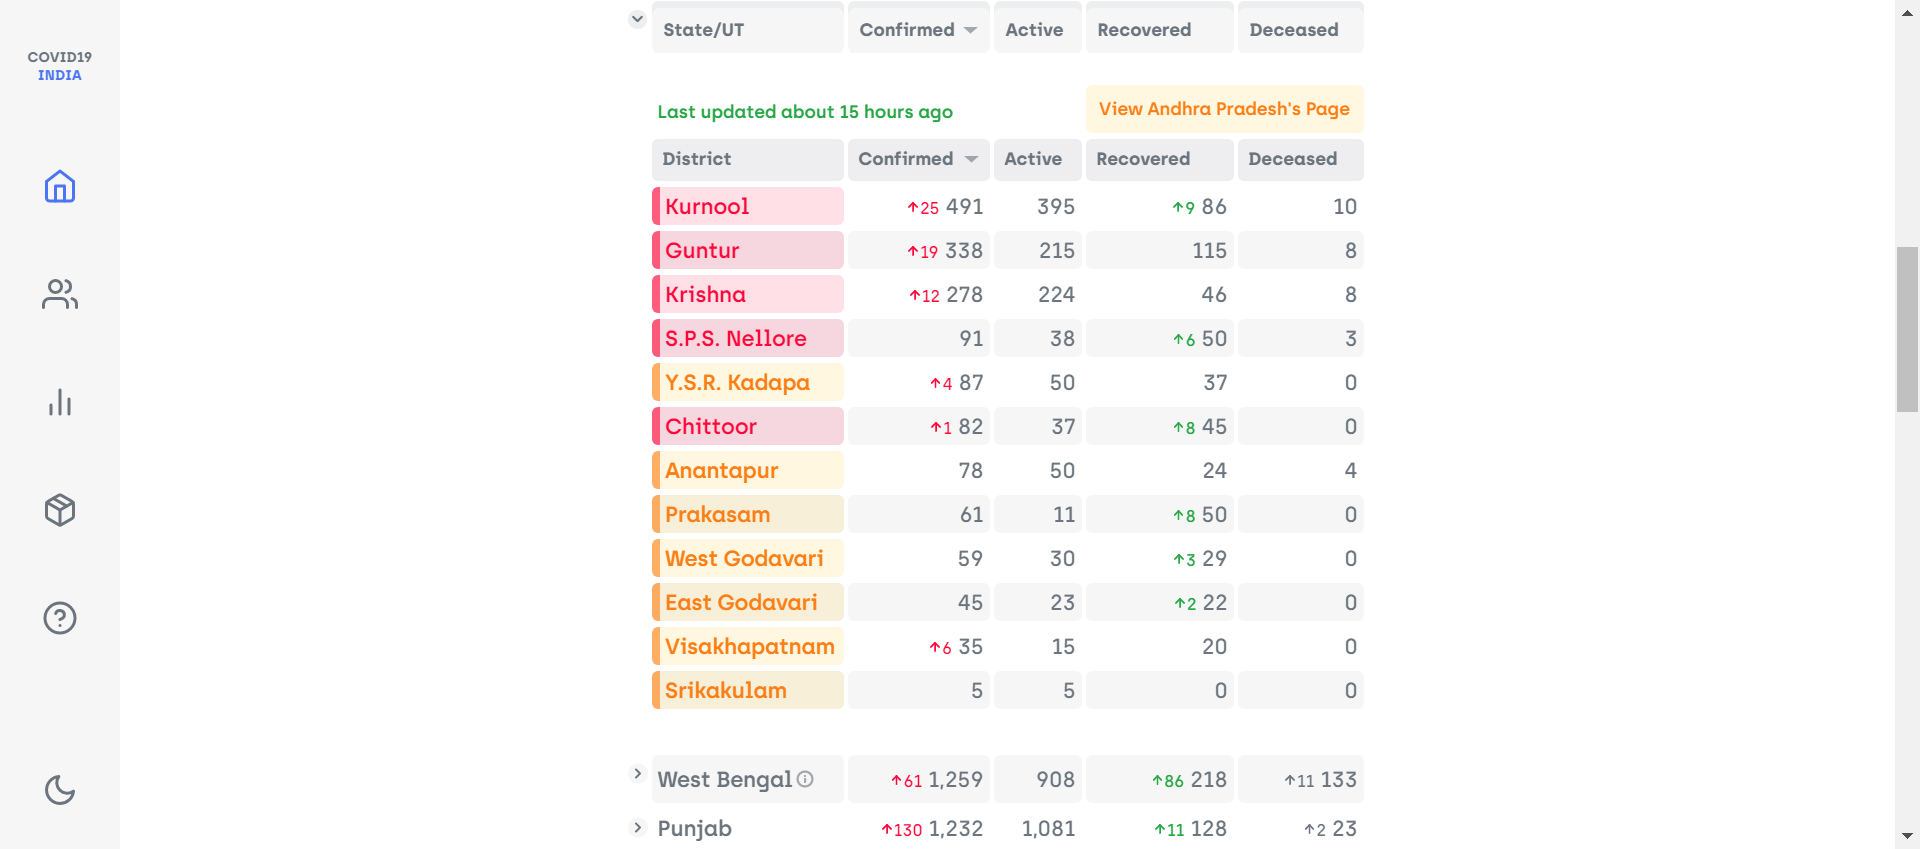 COVID19
INDIA
State/UT Confirmed Active Recovered Deceased
Last updated about 15 hours ago View Andhra Pradesh's Page
District Confirmed Active Recovered Deceased
Kurnool ↑25 491 395 ↑9 86 10
Guntur ↑19 338 215 115 8
Krishna ↑12 278 224 46 8
S.P.S. Nellore 91 38 ↑6 50 3
Y.S.R. Kadapa ↑4 87 50 37 0
Chittoor ↑1 82 37 ↑8 45 0
Anantapur 78 50 24 4
Prakasam 61 11 ↑8 50 0
West Godavari 59 30 ↑3 29 0
East Godavari 45 23 ↑2 22 0
Visakhapatnam ↑6 35 15 20 0
Srikakulam 5 5 0 0
West Bengal ↑61 1,259 908 ↑86 218 ↑11 133
Punjab ↑130 1,232 1,081 ↑11 128 ↑2 23